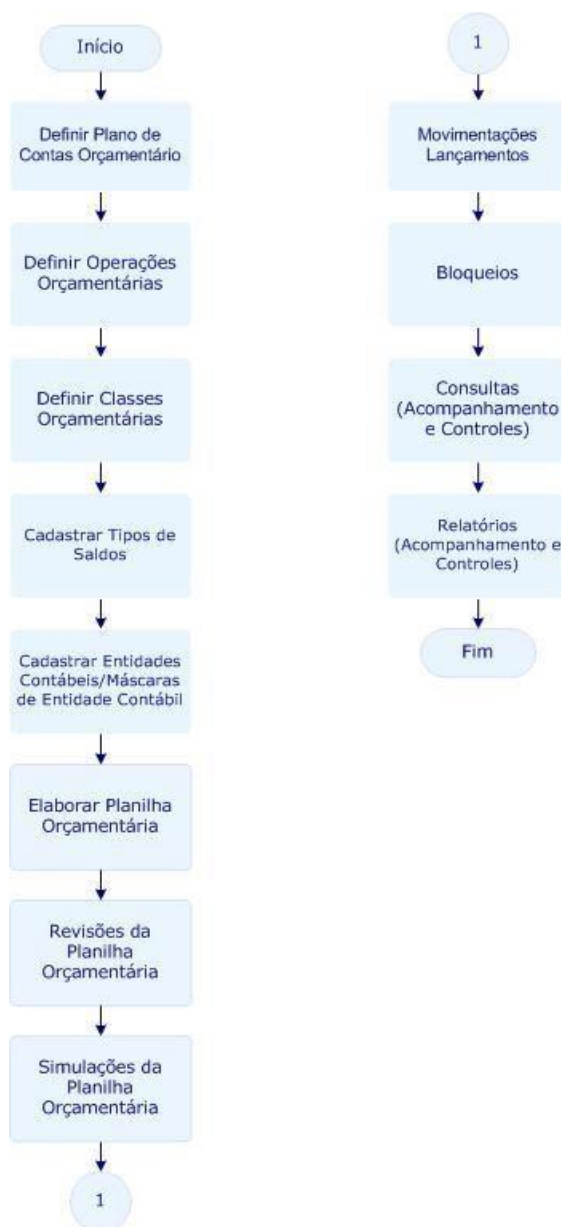 Início
Definir Plano de
Contas Orçamentário
Definir Operações
Orçamentárias
Definir Classes
Orçamentárias
Cadastrar Tipos de
Saldos
Cadastrar Entidades
Contábeis/Máscaras
de Entidade Contábil
Elaborar Planilha
Orçamentária
Revisões da
Planilha
Orçamentária
Simulações da
Planilha
Orçamentária
1
1
Movimentações
Lançamentos
Bloqueios
Consultas
(Acompanhamento
e Controles)
Relatórios
(Acompanhamento e
Controles)
Fim